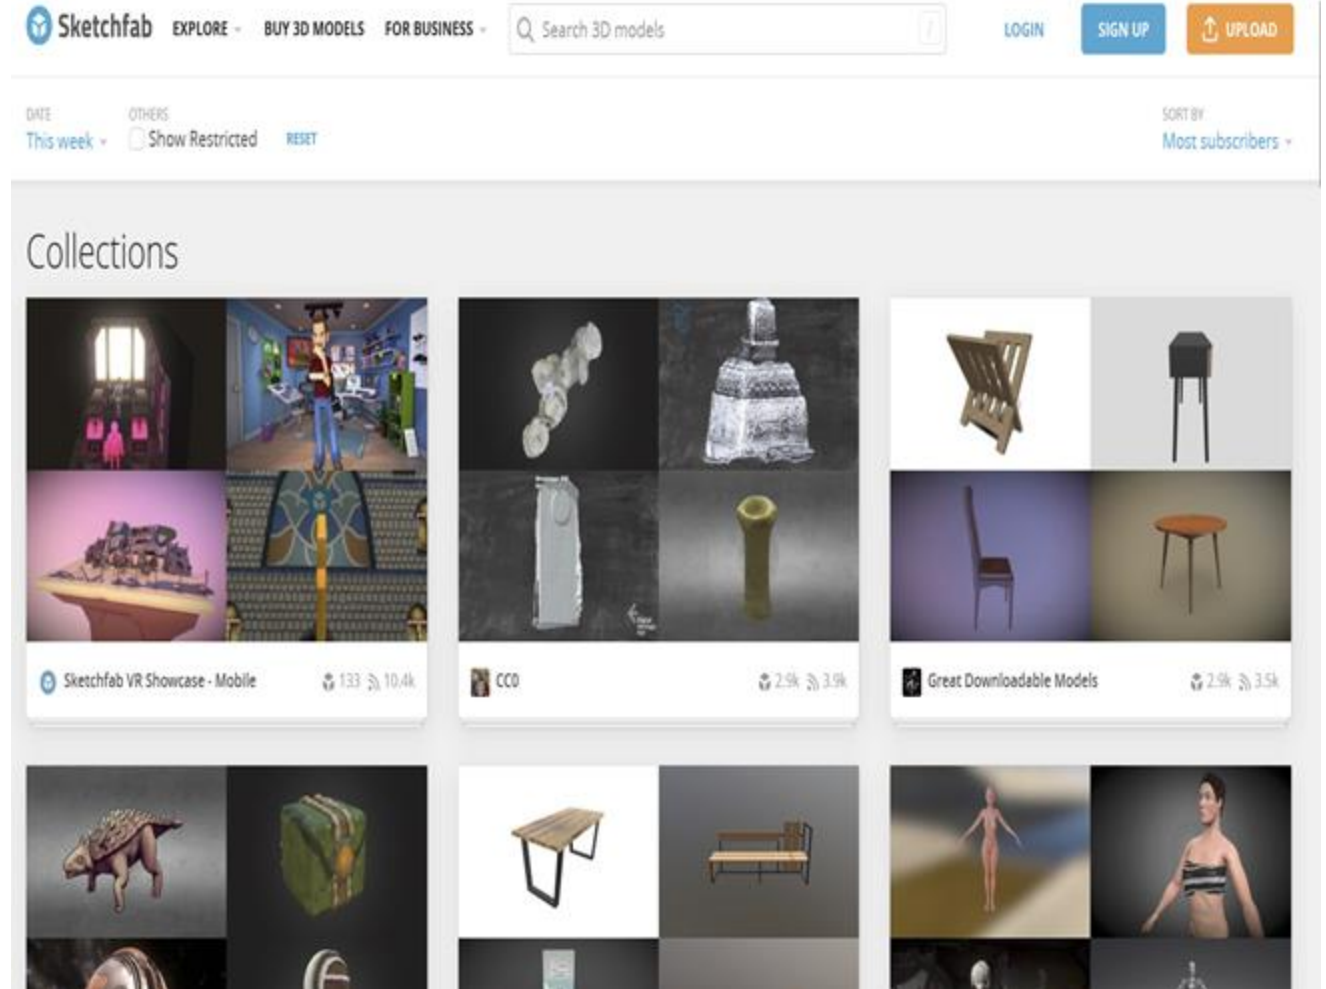 Sketchfab EXPLORE BUY 3D MODELS FOR BUSINESS Search 3D models / LOGIN SIGN UP UPLOAD
DATE OTHERS SORT BY
This week Show Restricted RESET Most subscribers
Collections
Sketchfab VR Showcase - Mobile 133 10.4k
CC0 2.9k 3.9k
Great Downloadable Models 2.9k 3.5k